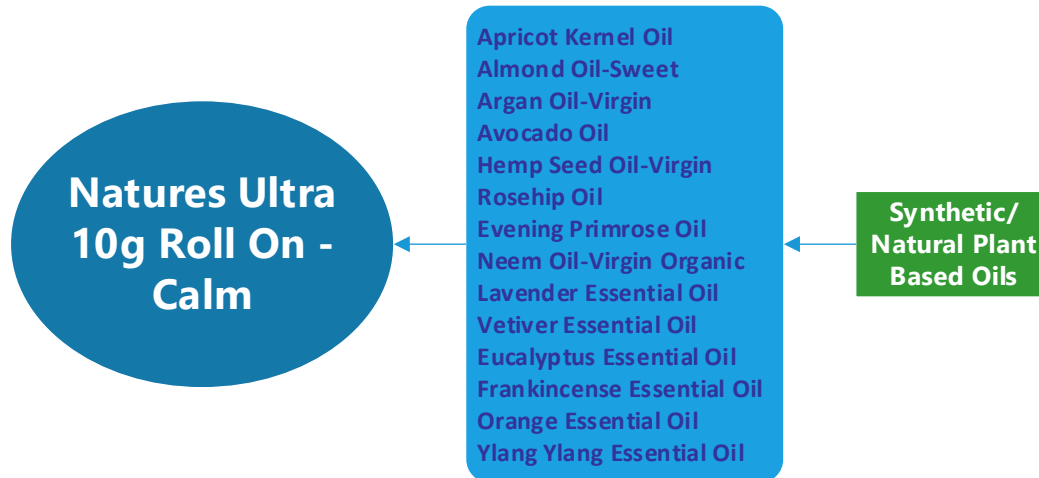 Natures Ultra
10g Roll On -
Calm
Apricot Kernel Oil
Almond Oil-Sweet
Argan Oil-Virgin
Avocado Oil
Hemp Seed Oil-Virgin
Rosehip Oil
Evening Primrose Oil
Neem Oil-Virgin Organic
Lavender Essential Oil
Vetiver Essential Oil
Eucalyptus Essential Oil
Frankincense Essential Oil
Orange Essential Oil
Ylang Ylang Essential Oil
Synthetic/
Natural Plant
Based Oils